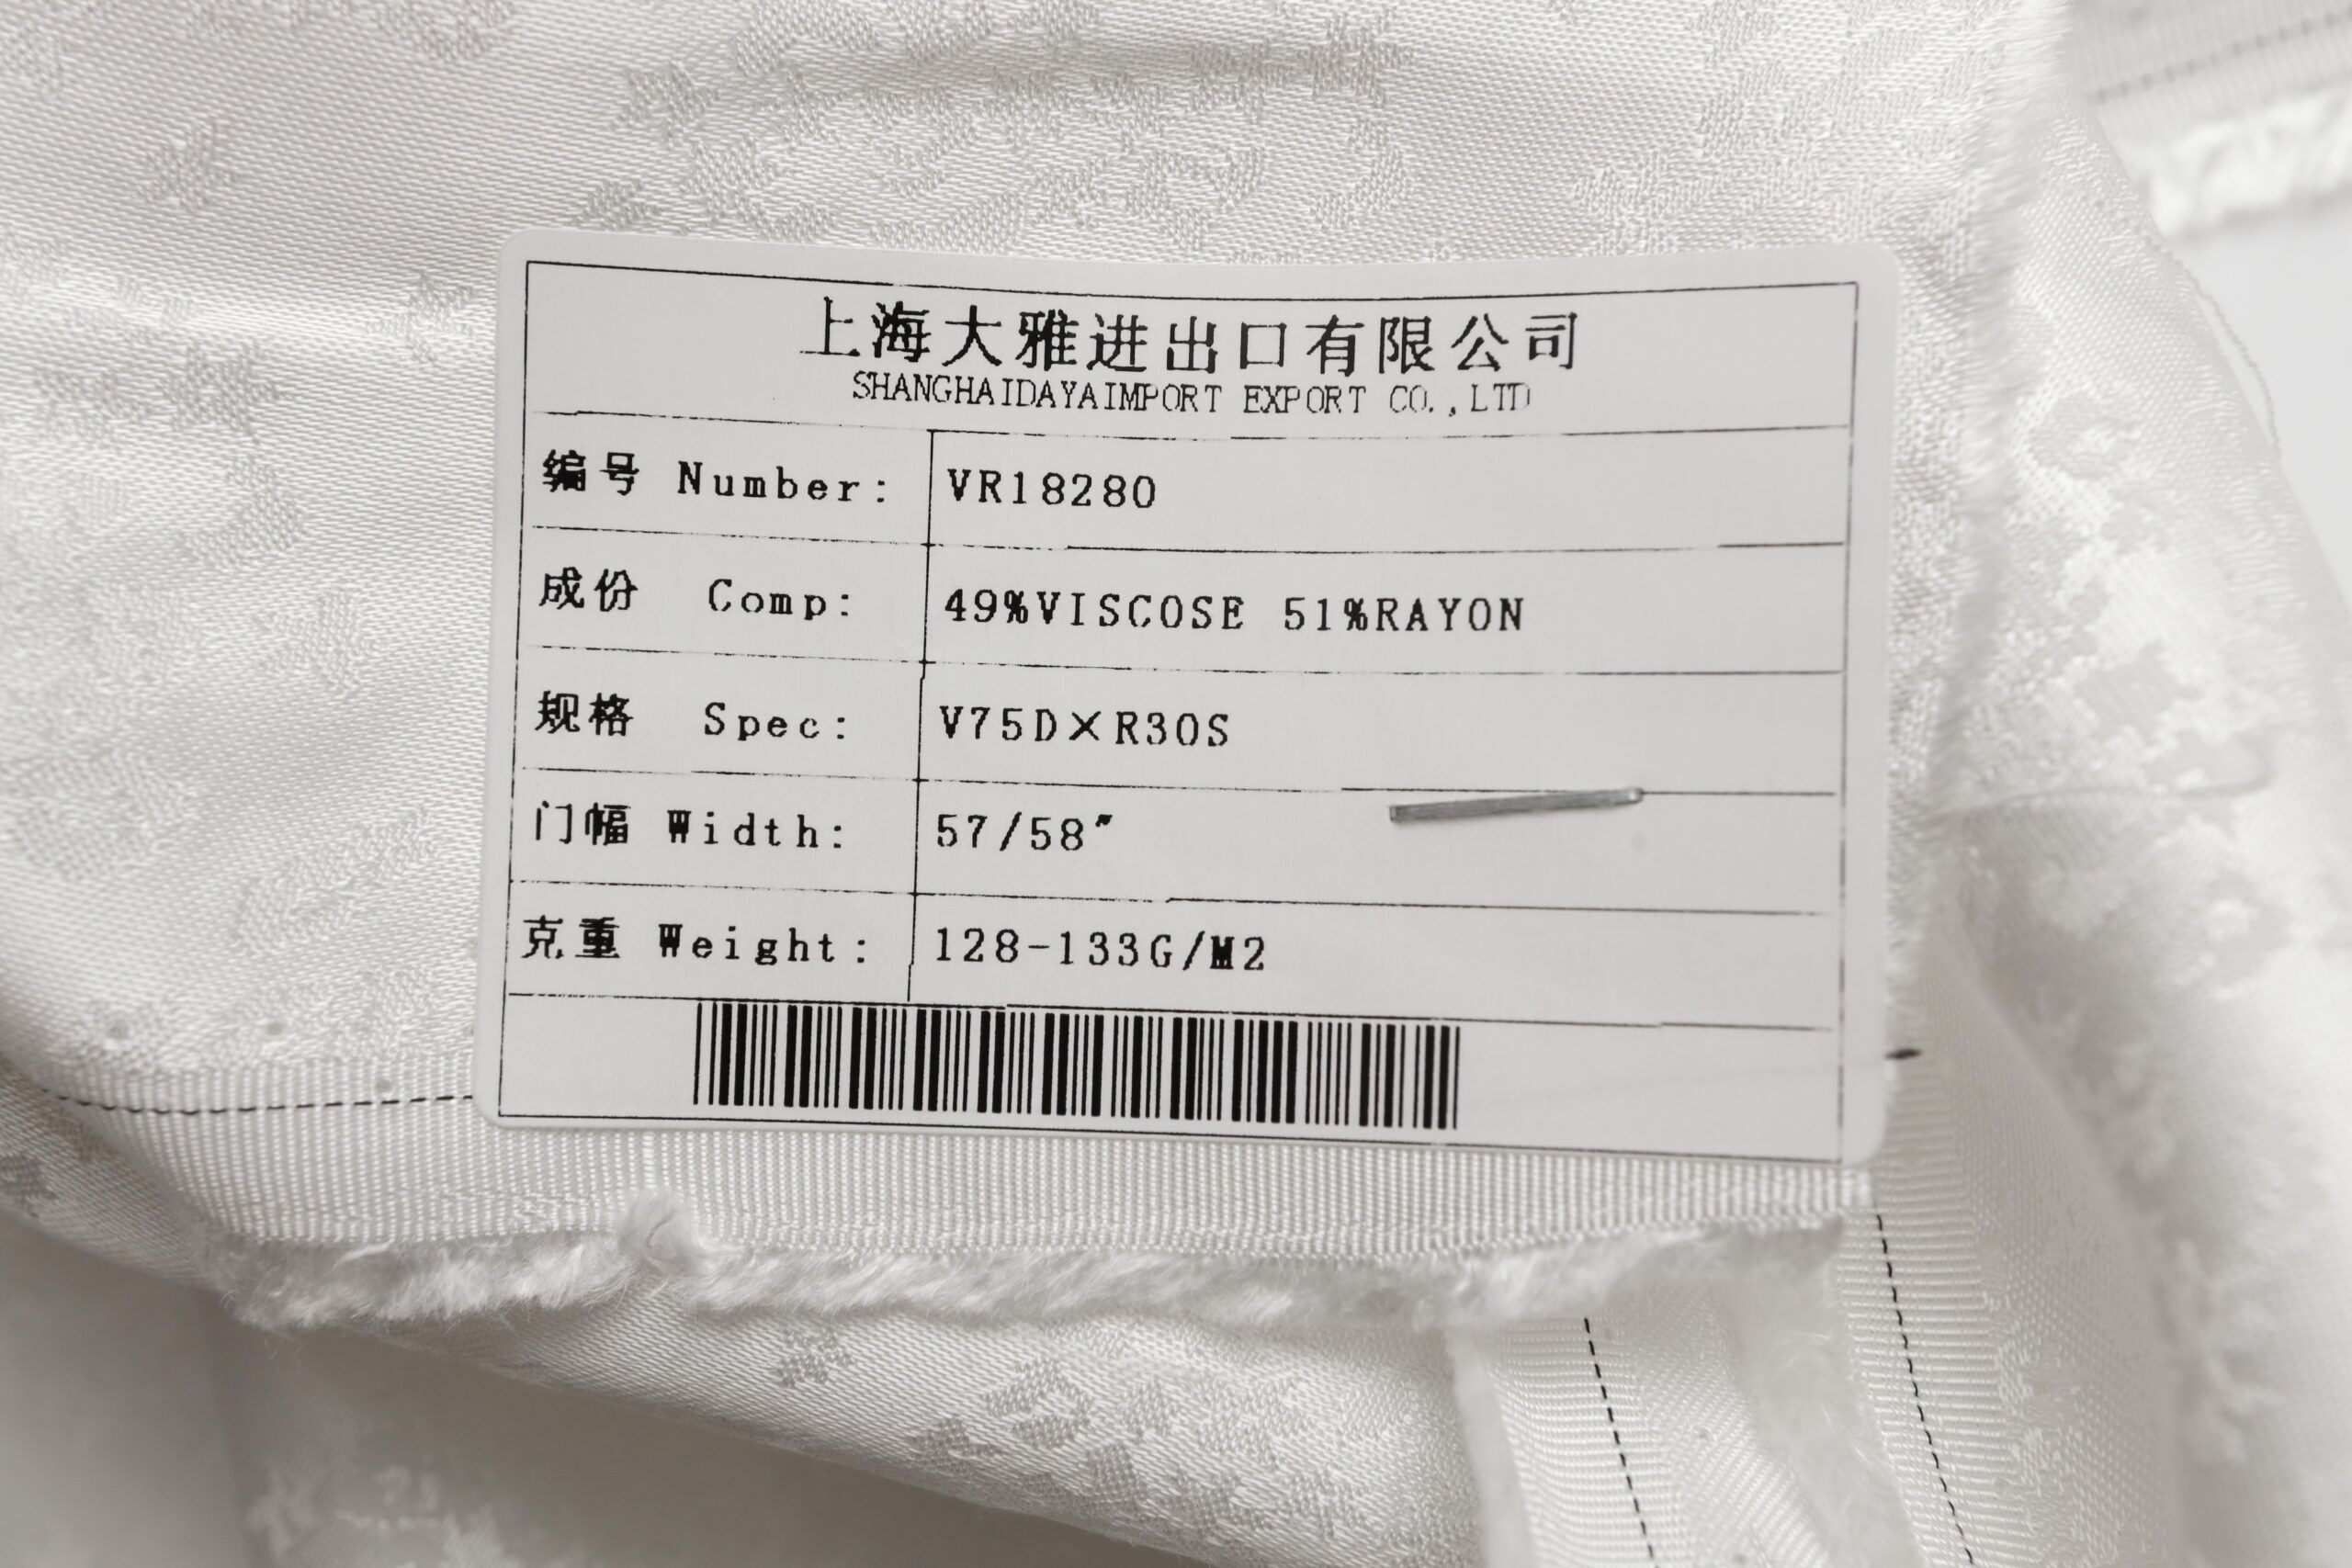 上海大雅进出口有限公司
SHANGHAIDAYAIMPORT EXPORT CO.,LTD
编号 Number: VR18280
成份 Comp: 49%VISCOSE 51%RAYON
规格 Spec: V75D×R30S
门幅 Width: 57/58″
克重 Weight: 128-133G/M2